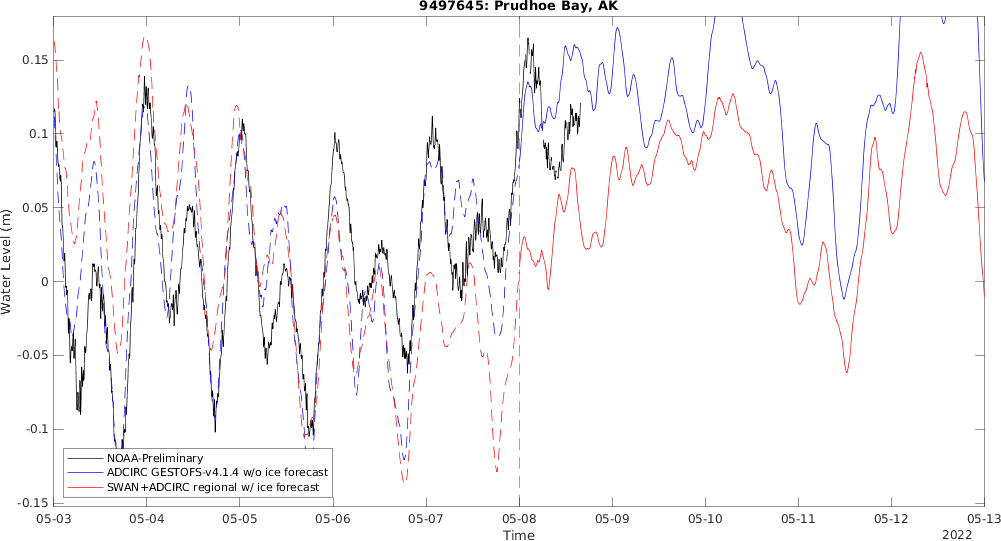 9497645: Prudhoe Bay, AK
Water Level (m)
0.15
0.1
0.05
0
-0.05
-0.1
-0.15
NOAA-Preliminary
ADCIRC GESTOFS-v4.1.4 w/o ice forecast
SWAN+ADCIRC regional w/ ice forecast
05-03 05-04 05-05 05-06 05-07 05-08 05-09 05-10 05-11 05-12 05-13
Time
2022